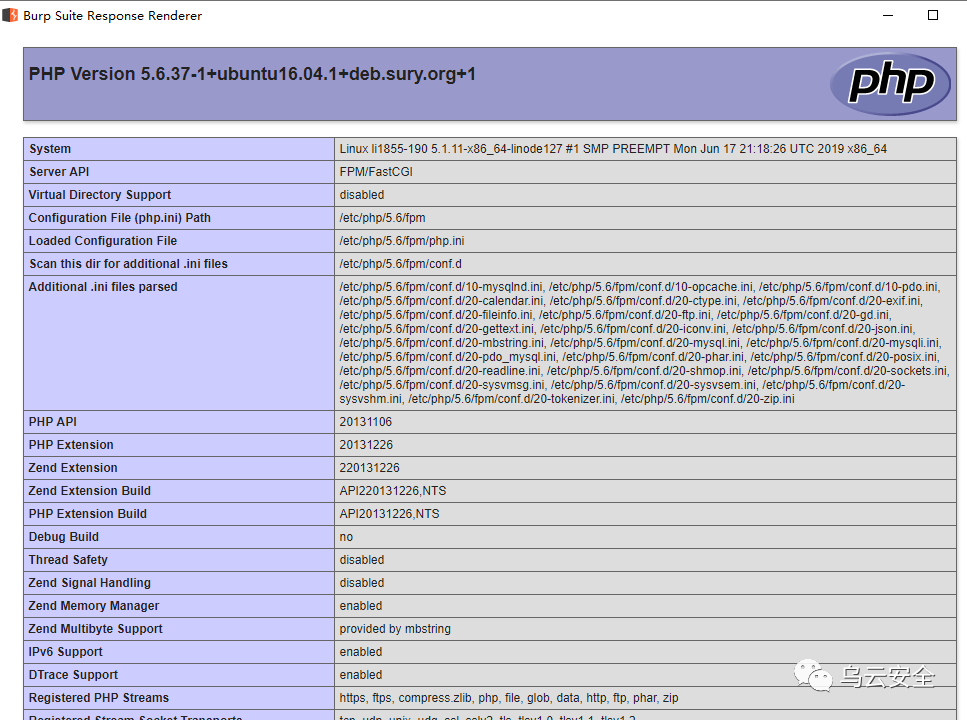 Burp Suite Response Renderer
PHP Version 5.6.37-1+ubuntu16.04.1+deb.sury.org+1
php
System Linux li1855-190 5.1.11-x86_64-linode127 #1 SMP PREEMPT Mon Jun 17 21:18:26 UTC 2019 x86_64
Server API FPM/FastCGI
Virtual Directory Support disabled
Configuration File (php.ini) Path /etc/php/5.6/fpm
Loaded Configuration File /etc/php/5.6/fpm/php.ini
Scan this dir for additional .ini files /etc/php/5.6/fpm/conf.d
Additional .ini files parsed /etc/php/5.6/fpm/conf.d/10-mysqlnd.ini, /etc/php/5.6/fpm/conf.d/10-opcache.ini, /etc/php/5.6/fpm/conf.d/10-pdo.ini,
/etc/php/5.6/fpm/conf.d/20-calendar.ini, /etc/php/5.6/fpm/conf.d/20-ctype.ini, /etc/php/5.6/fpm/conf.d/20-exif.ini,
/etc/php/5.6/fpm/conf.d/20-fileinfo.ini, /etc/php/5.6/fpm/conf.d/20-ftp.ini, /etc/php/5.6/fpm/conf.d/20-gd.ini,
/etc/php/5.6/fpm/conf.d/20-gettext.ini, /etc/php/5.6/fpm/conf.d/20-iconv.ini, /etc/php/5.6/fpm/conf.d/20-json.ini,
/etc/php/5.6/fpm/conf.d/20-mbstring.ini, /etc/php/5.6/fpm/conf.d/20-mysql.ini, /etc/php/5.6/fpm/conf.d/20-mysqli.ini,
/etc/php/5.6/fpm/conf.d/20-pdo_mysql.ini, /etc/php/5.6/fpm/conf.d/20-phar.ini, /etc/php/5.6/fpm/conf.d/20-posix.ini,
/etc/php/5.6/fpm/conf.d/20-readline.ini, /etc/php/5.6/fpm/conf.d/20-shmop.ini, /etc/php/5.6/fpm/conf.d/20-sockets.ini,
/etc/php/5.6/fpm/conf.d/20-sysvmsg.ini, /etc/php/5.6/fpm/conf.d/20-sysvsem.ini, /etc/php/5.6/fpm/conf.d/20-
sysvshm.ini, /etc/php/5.6/fpm/conf.d/20-tokenizer.ini, /etc/php/5.6/fpm/conf.d/20-zip.ini
PHP API 20131106
PHP Extension 20131226
Zend Extension 220131226
Zend Extension Build API220131226,NTS
PHP Extension Build API20131226,NTS
Debug Build no
Thread Safety disabled
Zend Signal Handling disabled
Zend Memory Manager enabled
Zend Multibyte Support provided by mbstring
IPv6 Support enabled
DTrace Support enabled
乌云安全
Registered PHP Streams https, ftps, compress.zlib, php, file, glob, data, http, ftp, phar, zip
Registered Stream Socket Transports tcp, udp, unix, udg, ssl, sslv3, tls, tlsv1.0, tlsv1.1, tlsv1.2